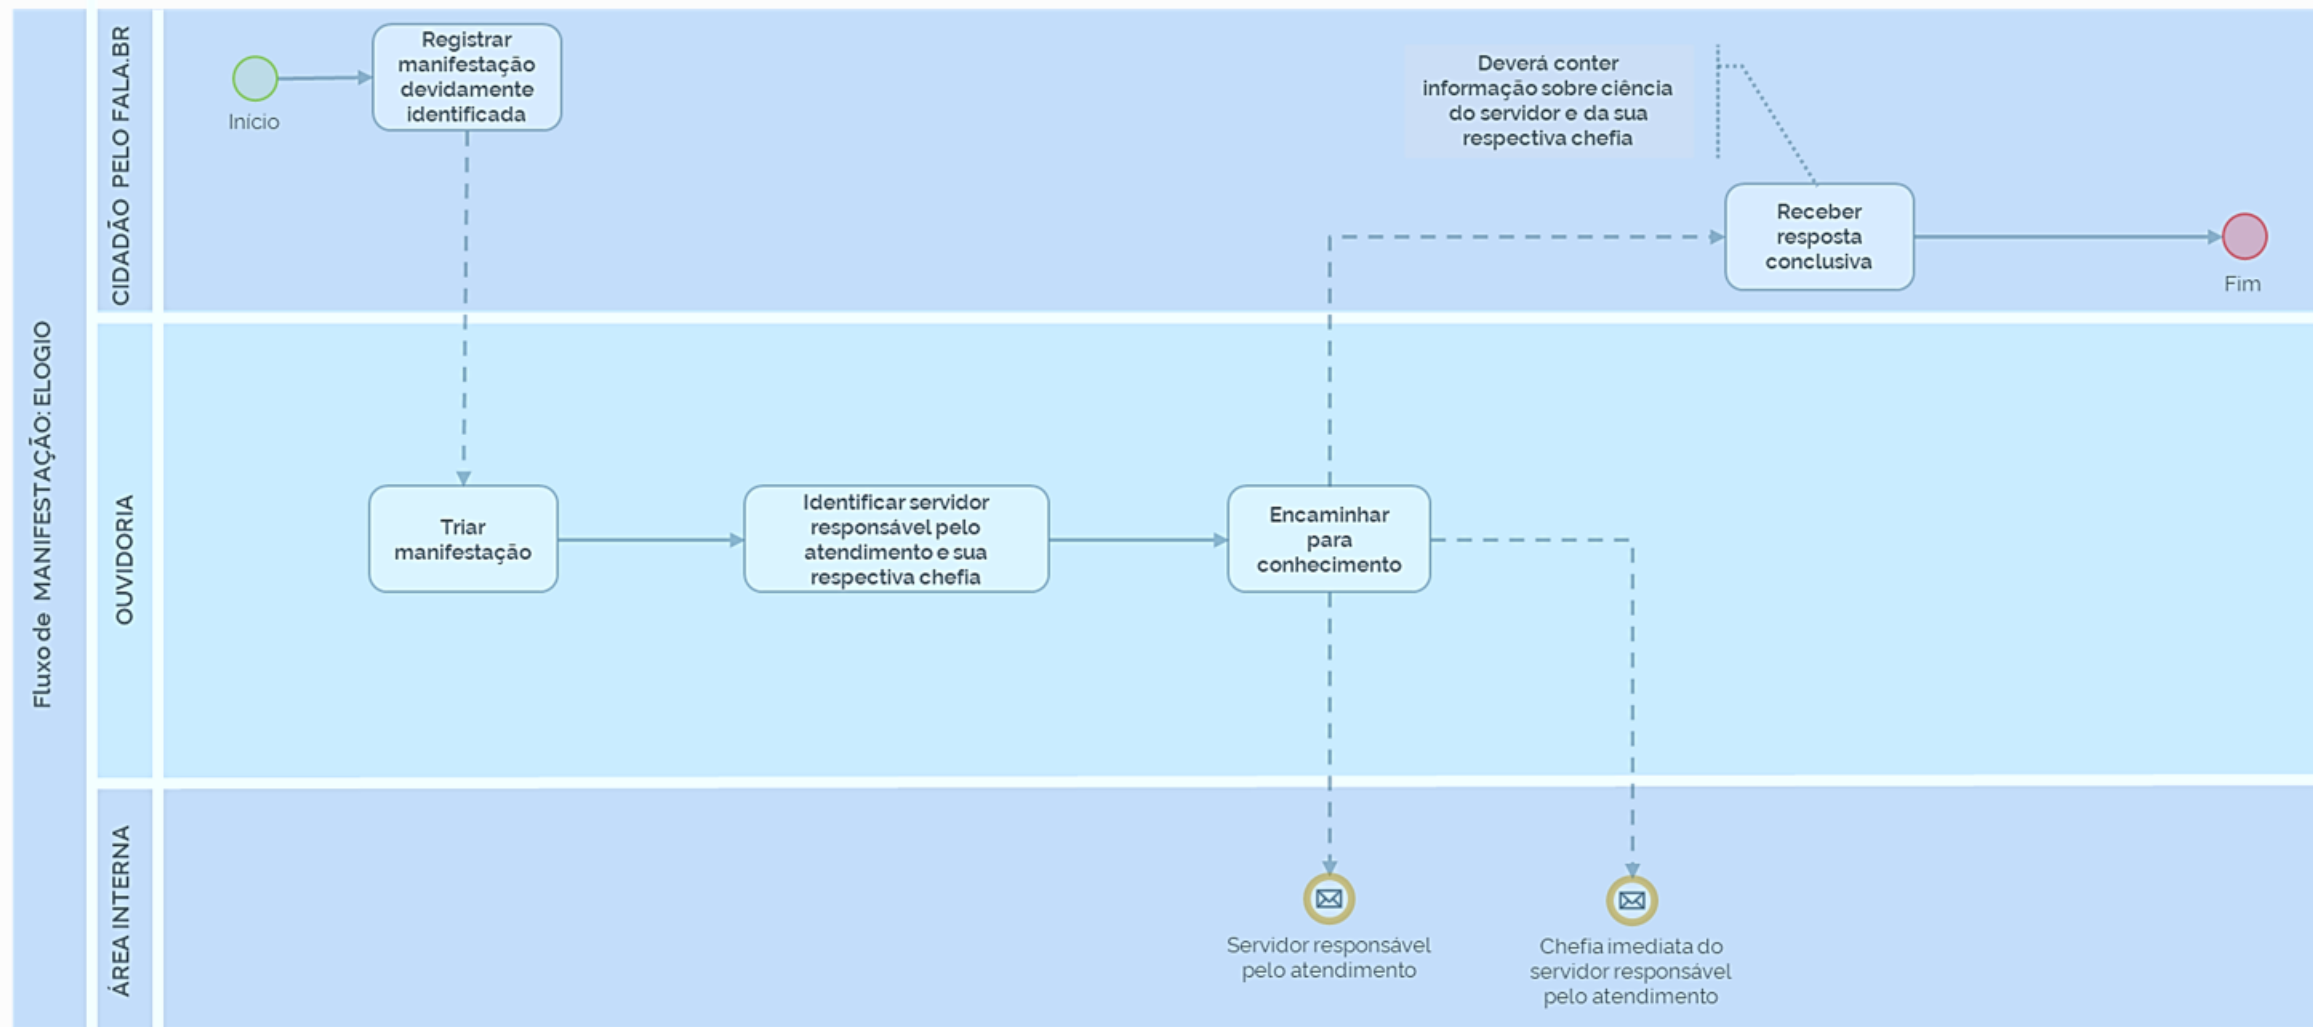 Fluxo de MANIFESTAÇÃO: ELOGIO
CIDADÃO PELO FALA.BR
Início
Registrar
manifestação
devidamente
identificada
Deverá conter
informação sobre ciência
do servidor e da sua
respectiva chefia
Receber
resposta
conclusiva
Fim
OUVIDORIA
Triar
manifestação
Identificar servidor
responsável pelo
atendimento e sua
respectiva chefia
Encaminhar
para
conhecimento
ÁREA INTERNA
Servidor responsável
pelo atendimento
Chefia imediata do
servidor responsável
pelo atendimento